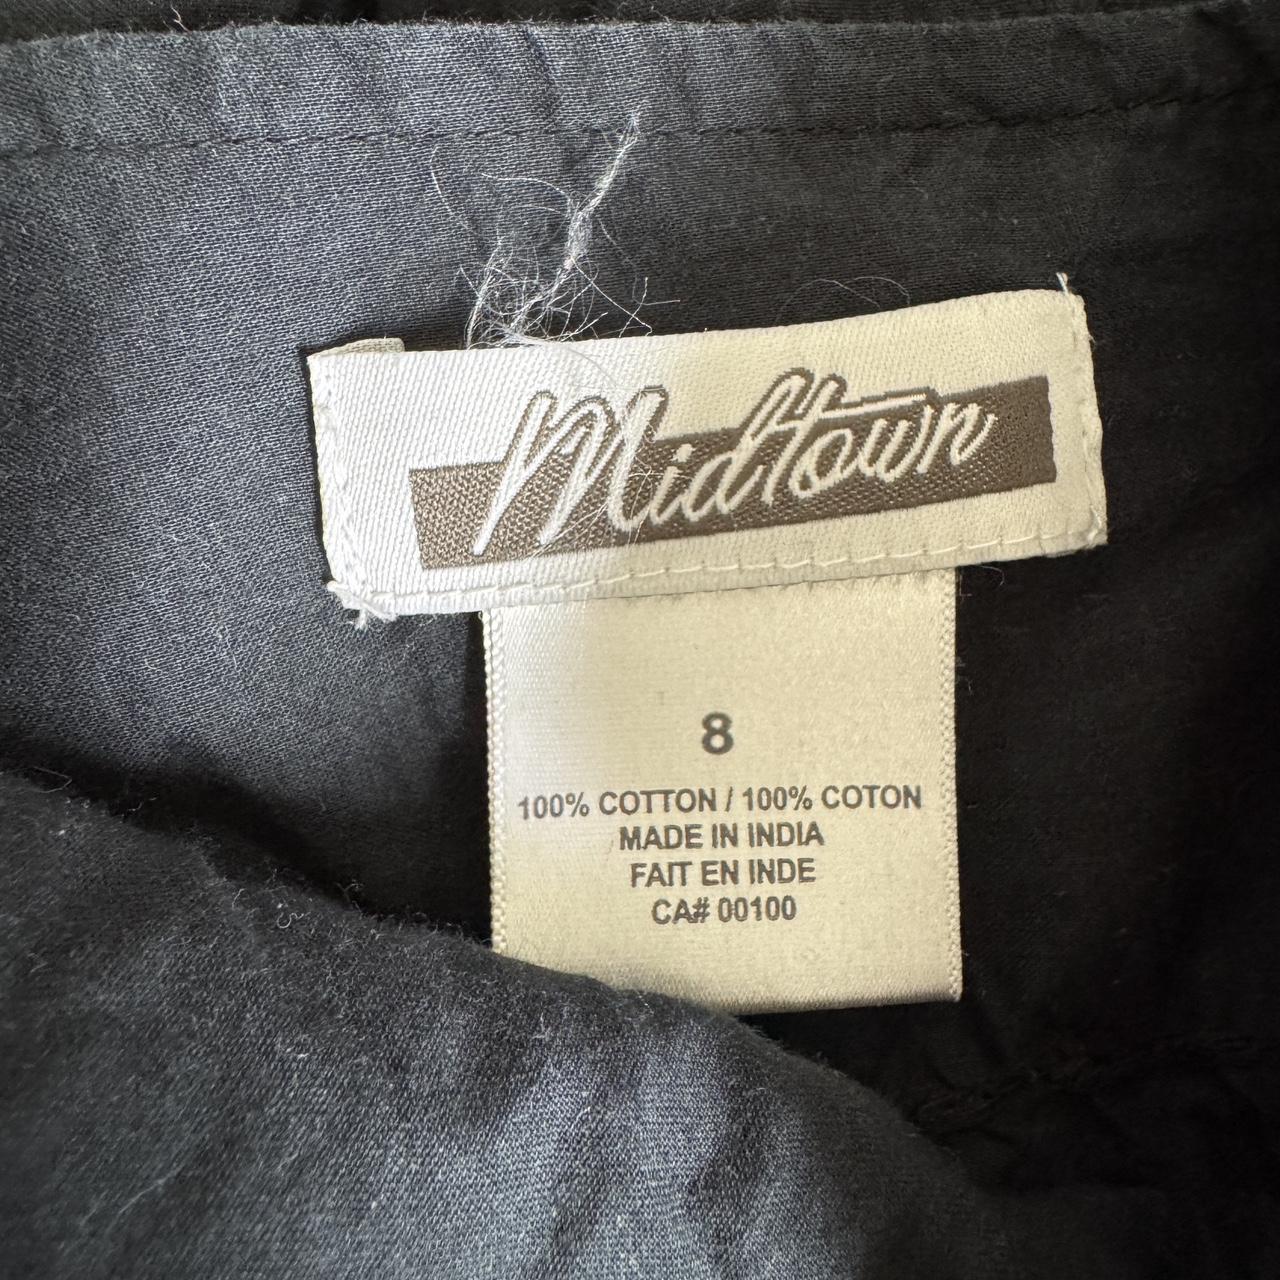 Midtown
8
100% COTTON / 100% COTON
MADE IN INDIA
FAIT EN INDE
CA# 00100